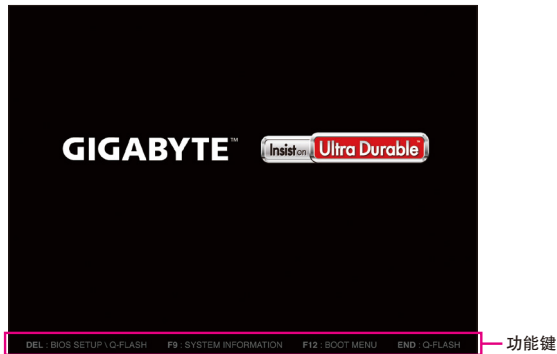 GIGABYTE™ Insist on Ultra Durable™
DEL : BIOS SETUP \ Q-FLASH F9 : SYSTEM INFORMATION F12 : BOOT MENU END : Q-FLASH
功能键